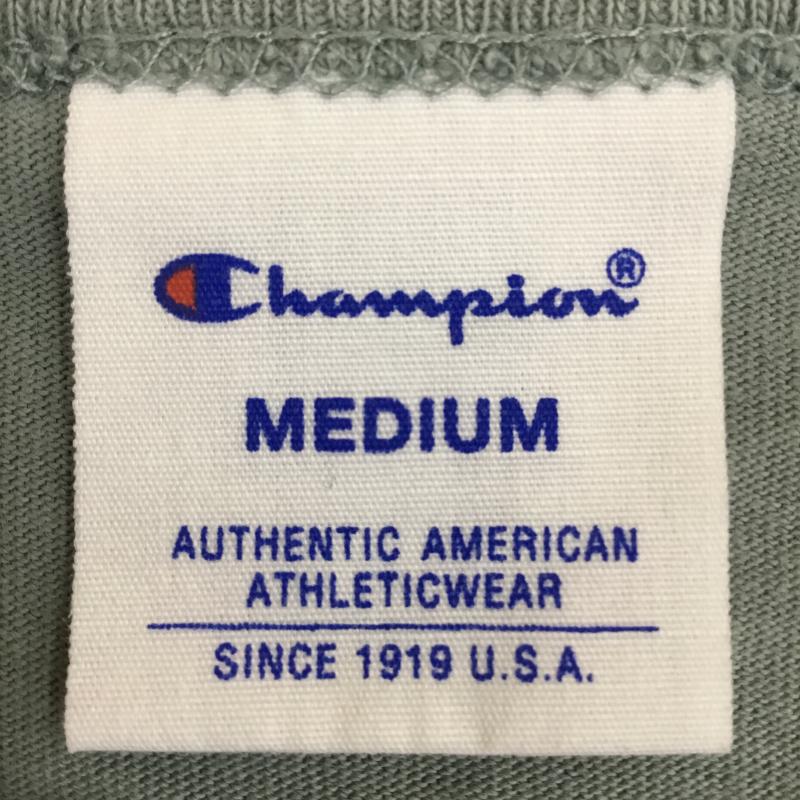 Champion®
MEDIUM
AUTHENTIC AMERICAN
ATHLETICWEAR
SINCE 1919 U.S.A.